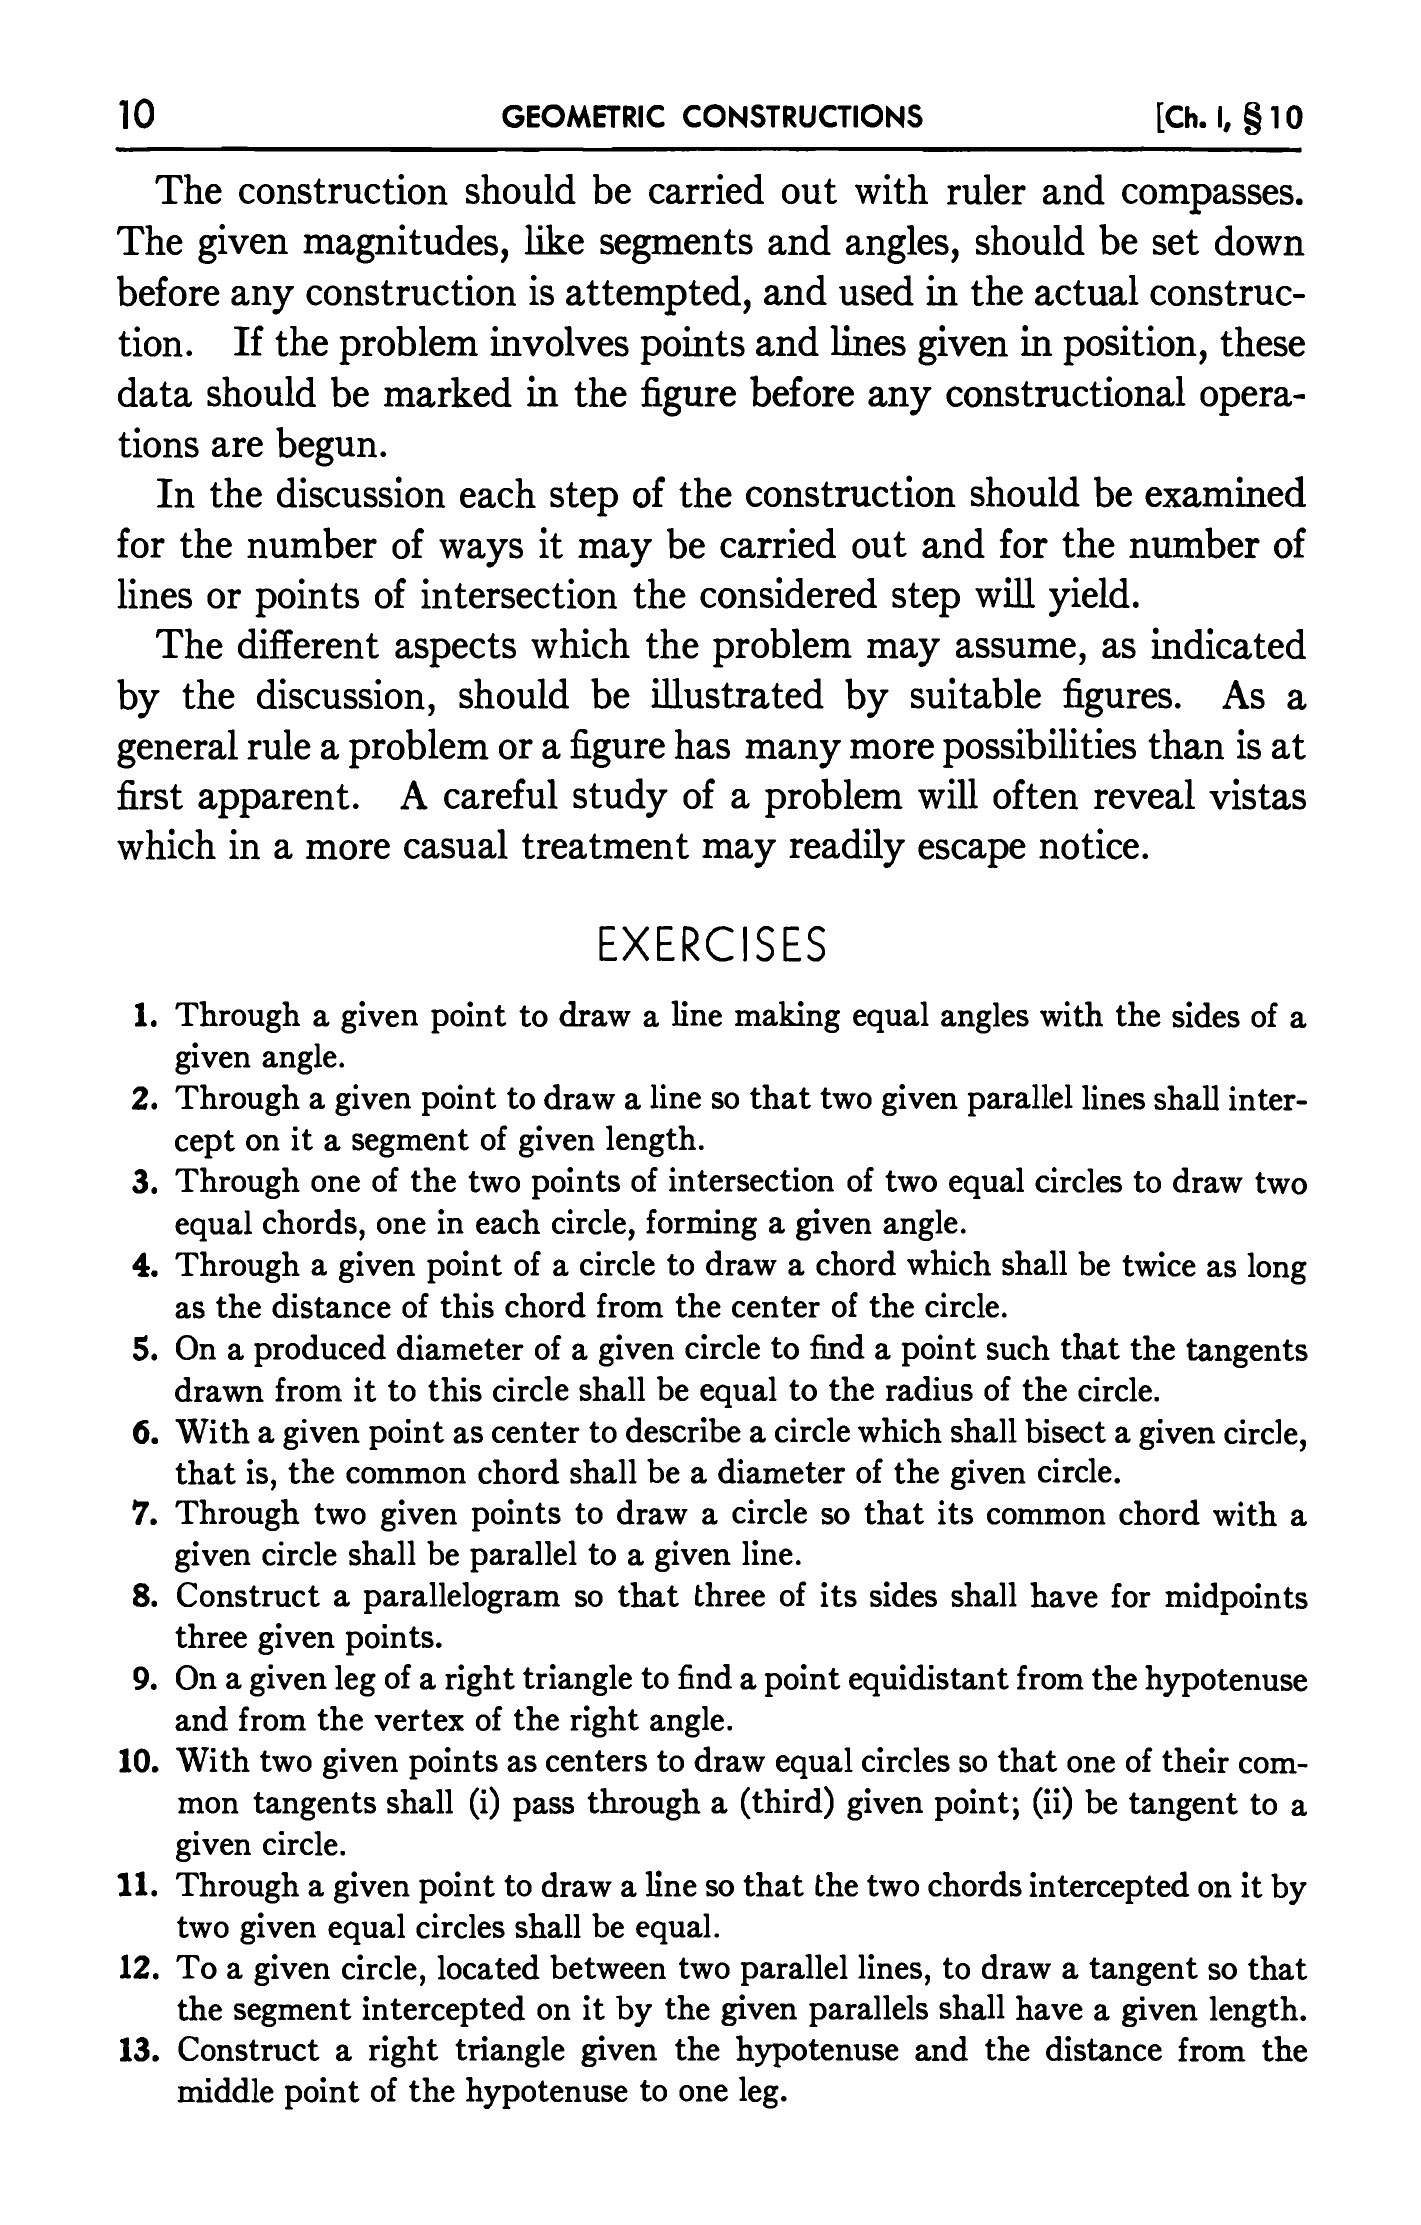 10 GEOMETRIC CONSTRUCTIONS [Ch. I, § 10
The construction should be carried out with ruler and compasses.
The given magnitudes, like segments and angles, should be set down
before any construction is attempted, and used in the actual construc-
tion. If the problem involves points and lines given in position, these
data should be marked in the figure before any constructional opera-
tions are begun.
In the discussion each step of the construction should be examined
for the number of ways it may be carried out and for the number of
lines or points of intersection the considered step will yield.
The different aspects which the problem may assume, as indicated
by the discussion, should be illustrated by suitable figures. As a
general rule a problem or a figure has many more possibilities than is at
first apparent. A careful study of a problem will often reveal vistas
which in a more casual treatment may readily escape notice.
EXERCISES
1. Through a given point to draw a line making equal angles with the sides of a
given angle.
2. Through a given point to draw a line so that two given parallel lines shall inter-
cept on it a segment of given length.
3. Through one of the two points of intersection of two equal circles to draw two
equal chords, one in each circle, forming a given angle.
4. Through a given point of a circle to draw a chord which shall be twice as long
as the distance of this chord from the center of the circle.
5. On a produced diameter of a given circle to find a point such that the tangents
drawn from it to this circle shall be equal to the radius of the circle.
6. With a given point as center to describe a circle which shall bisect a given circle,
that is, the common chord shall be a diameter of the given circle.
7. Through two given points to draw a circle so that its common chord with a
given circle shall be parallel to a given line.
8. Construct a parallelogram so that three of its sides shall have for midpoints
three given points.
9. On a given leg of a right triangle to find a point equidistant from the hypotenuse
and from the vertex of the right angle.
10. With two given points as centers to draw equal circles so that one of their com-
mon tangents shall (i) pass through a (third) given point; (ii) be tangent to a
given circle.
11. Through a given point to draw a line so that the two chords intercepted on it by
two given equal circles shall be equal.
12. To a given circle, located between two parallel lines, to draw a tangent so that
the segment intercepted on it by the given parallels shall have a given length.
13. Construct a right triangle given the hypotenuse and the distance from the
middle point of the hypotenuse to one leg.